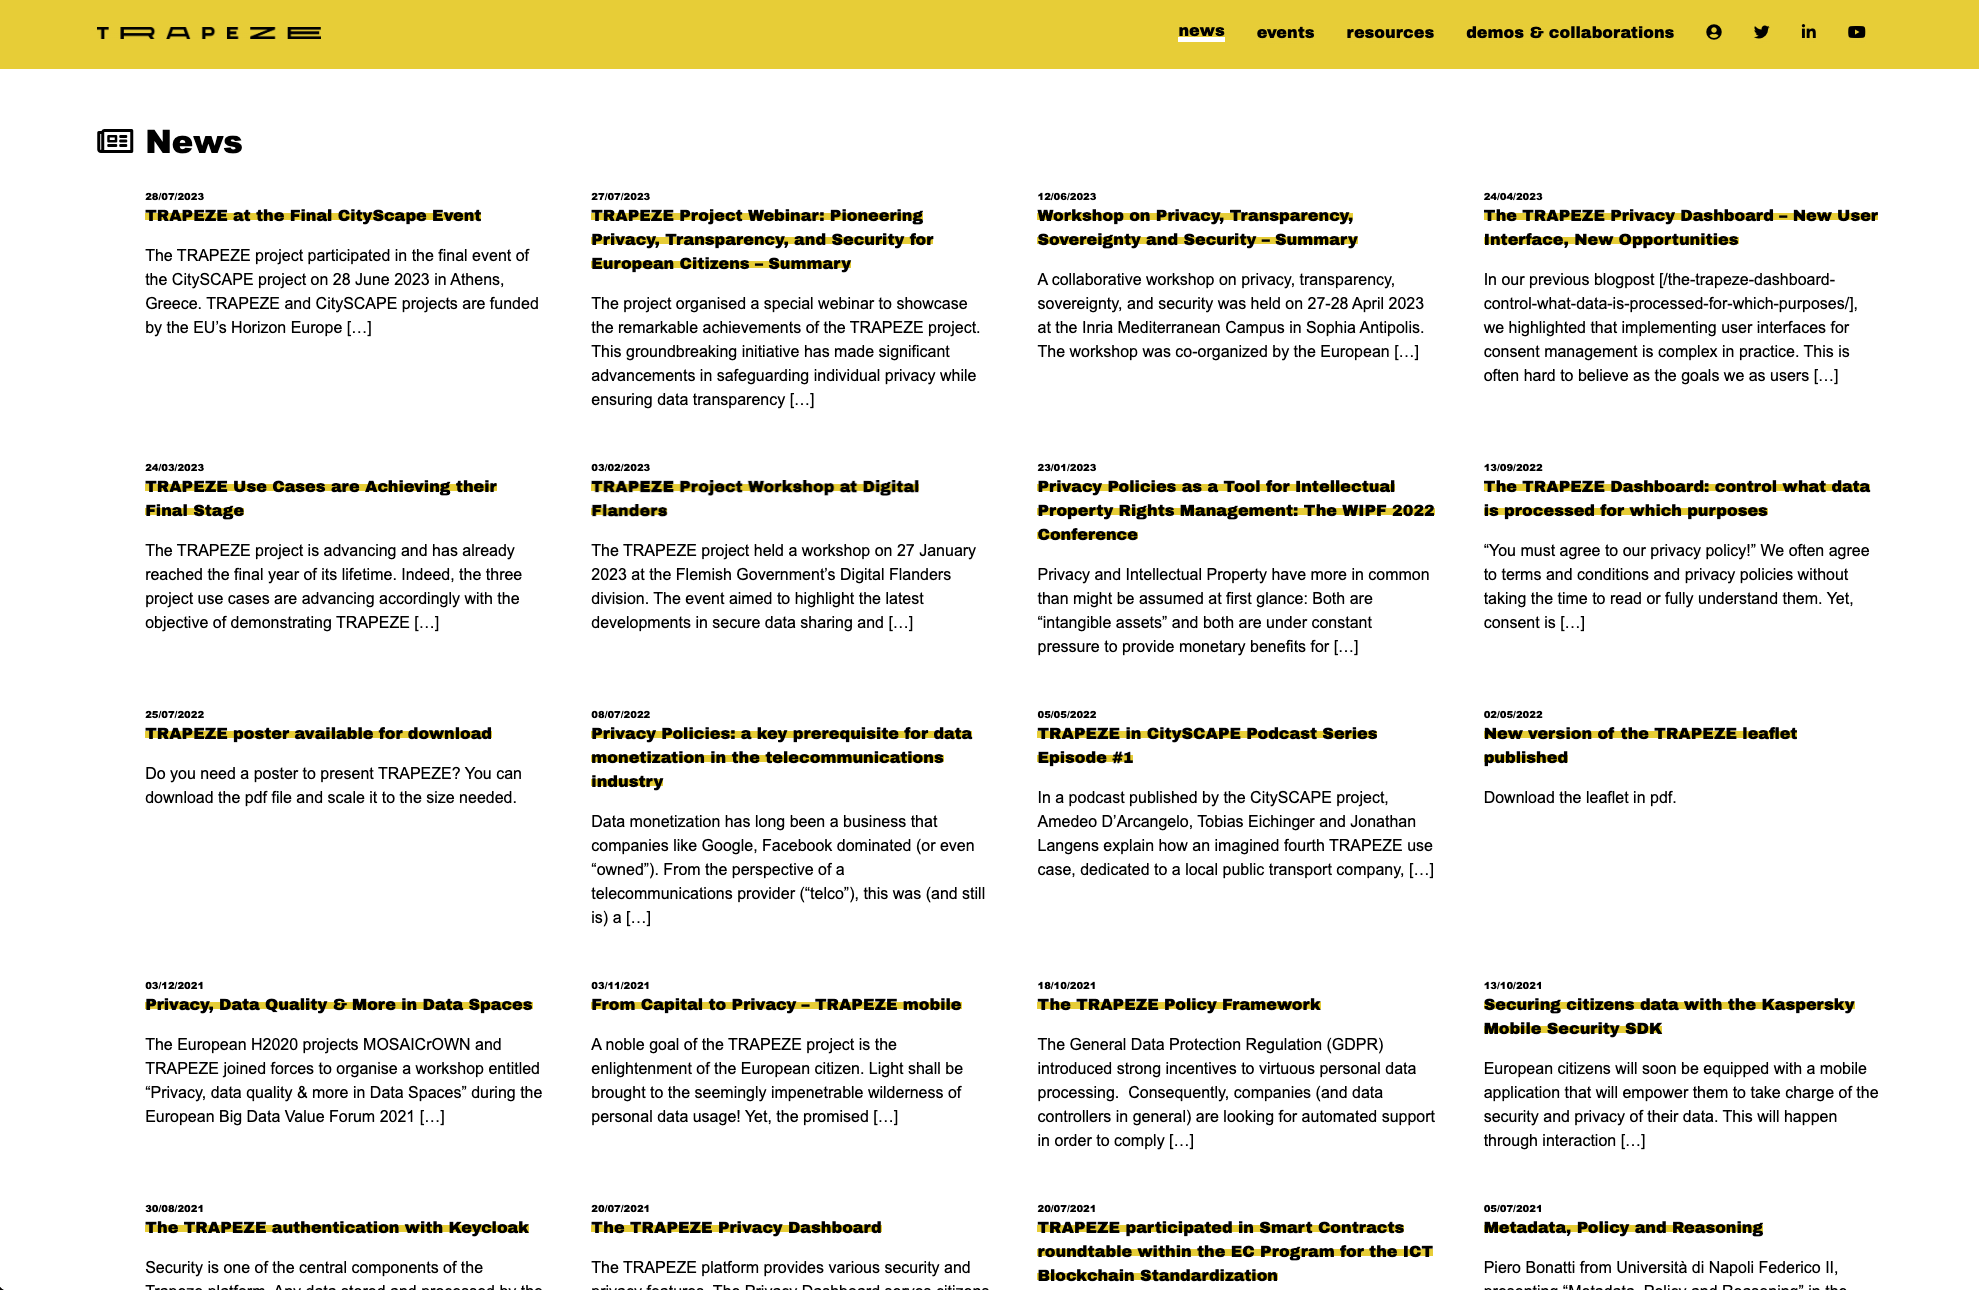 TRAPEZE
news events resources demos & collaborations
News
28/07/2023
TRAPEZE at the Final CityScape Event
The TRAPEZE project participated in the final event of
the CitySCAPE project on 28 June 2023 in Athens,
Greece. TRAPEZE and CitySCAPE projects are funded
by the EU’s Horizon Europe […]
27/07/2023
TRAPEZE Project Webinar: Pioneering
Privacy, Transparency, and Security for
European Citizens – Summary
The project organised a special webinar to showcase
the remarkable achievements of the TRAPEZE project.
This groundbreaking initiative has made significant
advancements in safeguarding individual privacy while
ensuring data transparency […]
12/06/2023
Workshop on Privacy, Transparency,
Sovereignty and Security – Summary
A collaborative workshop on privacy, transparency,
sovereignty, and security was held on 27-28 April 2023
at the Inria Mediterranean Campus in Sophia Antipolis.
The workshop was co-organized by the European […]
24/04/2023
The TRAPEZE Privacy Dashboard – New User
Interface, New Opportunities
In our previous blogpost [/the-trapeze-dashboard-
control-what-data-is-processed-for-which-purposes/],
we highlighted that implementing user interfaces for
consent management is complex in practice. This is
often hard to believe as the goals we as users […]
24/03/2023
TRAPEZE Use Cases are Achieving their
Final Stage
The TRAPEZE project is advancing and has already
reached the final year of its lifetime. Indeed, the three
project use cases are advancing accordingly with the
objective of demonstrating TRAPEZE […]
03/02/2023
TRAPEZE Project Workshop at Digital
Flanders
The TRAPEZE project held a workshop on 27 January
2023 at the Flemish Government’s Digital Flanders
division. The event aimed to highlight the latest
developments in secure data sharing and […]
23/01/2023
Privacy Policies as a Tool for Intellectual
Property Rights Management: The WIPF 2022
Conference
Privacy and Intellectual Property have more in common
than might be assumed at first glance: Both are
“intangible assets” and both are under constant
pressure to provide monetary benefits for […]
13/09/2022
The TRAPEZE Dashboard: control what data
is processed for which purposes
“You must agree to our privacy policy!” We often agree
to terms and conditions and privacy policies without
taking the time to read or fully understand them. Yet,
consent is […]
25/07/2022
TRAPEZE poster available for download
Do you need a poster to present TRAPEZE? You can
download the pdf file and scale it to the size needed.
08/07/2022
Privacy Policies: a key prerequisite for data
monetization in the telecommunications
industry
Data monetization has long been a business that
companies like Google, Facebook dominated (or even
“owned”). From the perspective of a
telecommunications provider (“telco”), this was (and still
is) a […]
05/05/2022
TRAPEZE in CitySCAPE Podcast Series
Episode #1
In a podcast published by the CitySCAPE project,
Amedeo D’Arcangelo, Tobias Eichinger and Jonathan
Langens explain how an imagined fourth TRAPEZE use
case, dedicated to a local public transport company, […]
02/05/2022
New version of the TRAPEZE leaflet
published
Download the leaflet in pdf.
03/12/2021
Privacy, Data Quality & More in Data Spaces
The European H2020 projects MOSAICrOWN and
TRAPEZE joined forces to organise a workshop entitled
“Privacy, data quality & more in Data Spaces” during the
European Big Data Value Forum 2021 […]
03/11/2021
From Capital to Privacy – TRAPEZE mobile
A noble goal of the TRAPEZE project is the
enlightenment of the European citizen. Light shall be
brought to the seemingly impenetrable wilderness of
personal data usage! Yet, the promised […]
18/10/2021
The TRAPEZE Policy Framework
The General Data Protection Regulation (GDPR)
introduced strong incentives to virtuous personal data
processing.  Consequently, companies (and data
controllers in general) are looking for automated support
in order to comply […]
13/10/2021
Securing citizens data with the Kaspersky
Mobile Security SDK
European citizens will soon be equipped with a mobile
application that will empower them to take charge of the
security and privacy of their data. This will happen
through interaction […]
30/08/2021
The TRAPEZE authentication with Keycloak
Security is one of the central components of the
Trapeze platform. Any data stored and processed by the
20/07/2021
The TRAPEZE Privacy Dashboard
The TRAPEZE platform provides various security and
privacy features. The Privacy Dashboard serves citizens
20/07/2021
TRAPEZE participated in Smart Contracts
roundtable within the EC Program for the ICT
Blockchain Standardization
05/07/2021
Metadata, Policy and Reasoning
Piero Bonatti from Università di Napoli Federico II,
presenting “Metadata, Policy and Reasoning” in the